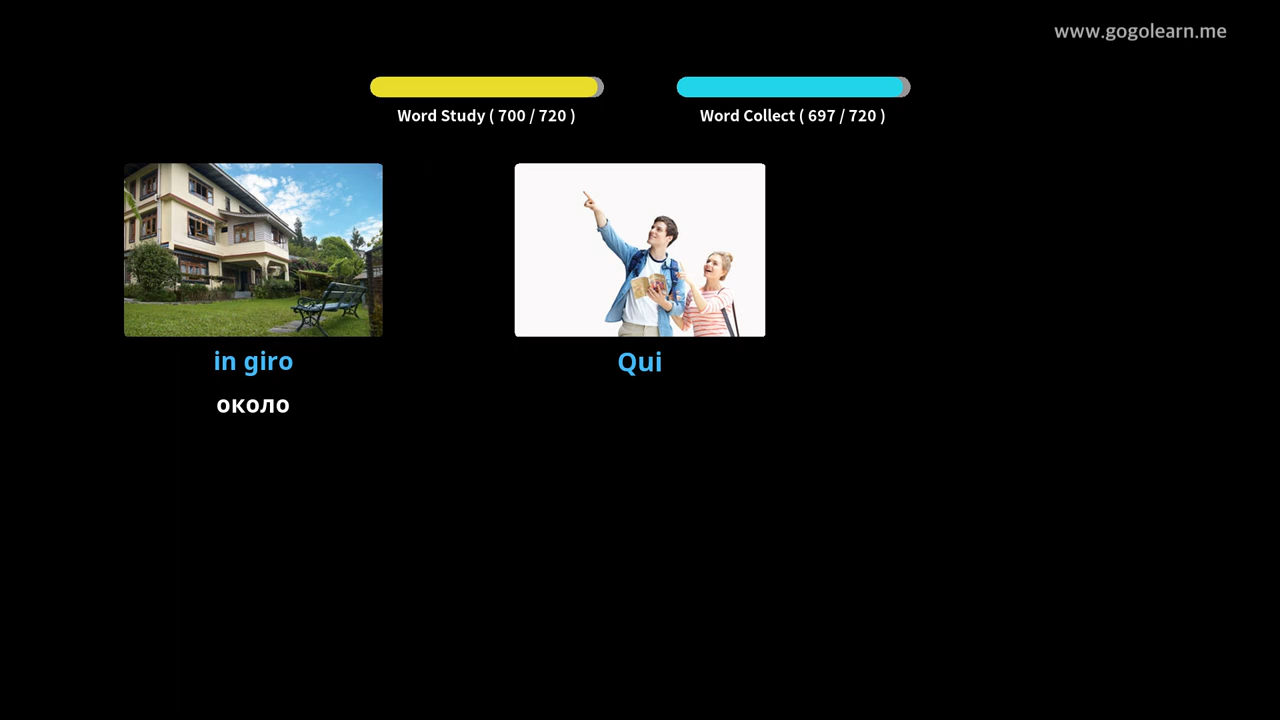 www.gogolearn.me
Word Study ( 700 / 720 )
Word Collect ( 697 / 720 )
in giro
около
Qui